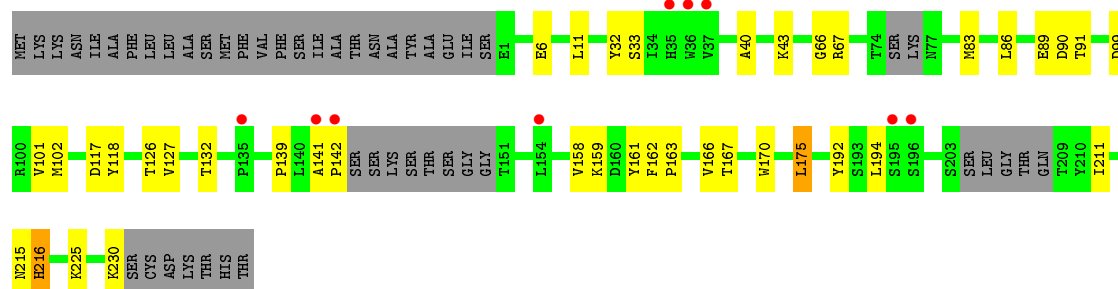 MET LYS LYS ASN ILE ALA PHE LEU LEU ALA SER MET PHE VAL PHE SER ILE ALA THR ASN ALA TYR ALA GLU ILE SER E1 E6 L11 Y32 S33 I34 H35 W36 V37 A40 K43 G66 R67 T74 SER LYS N77 M83 L86 E89 D90 T91
R100 V101 M102 D117 Y118 T126 V127 T132 P135 P139 L140 A141 P142 SER SER LYS SER THR SER GLY GLY T151 L154 V158 K159 D160 Y161 F162 P163 V166 T167 W170 L175 Y192 S193 L194 S195 S196 S203 SER LEU GLY THR GLN T209 Y210 I211
N215 H216 K225 K230 SER CYS ASP LYS THR HIS THR